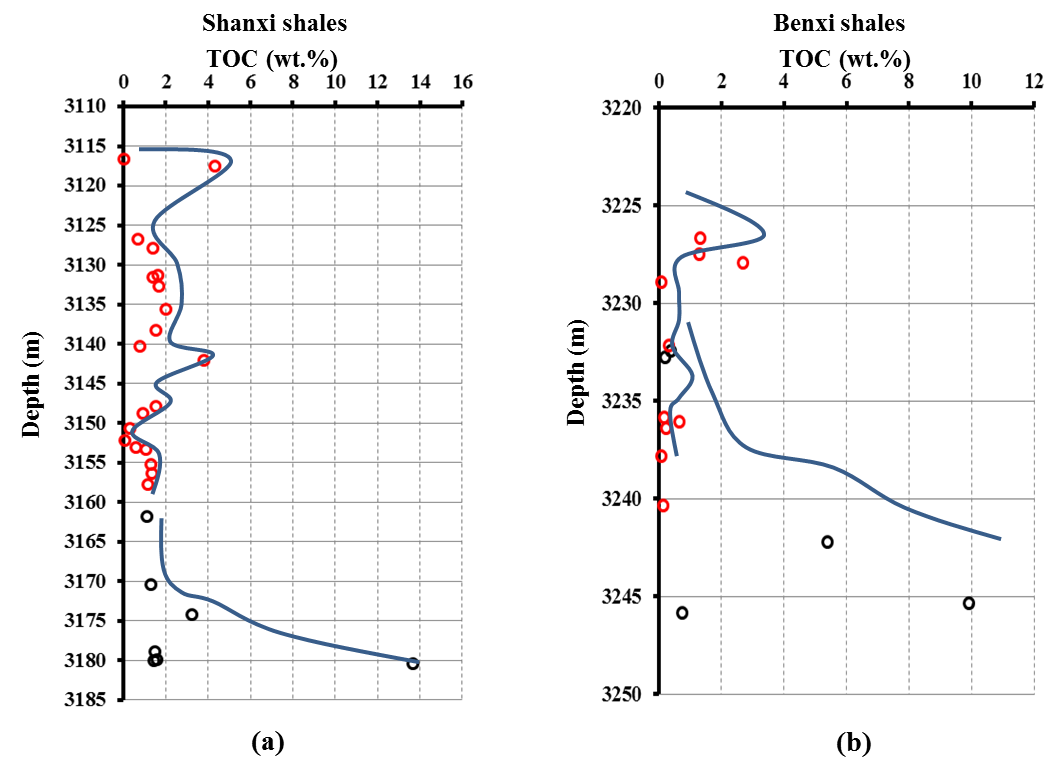 Shanxi shales
TOC (wt.%)
0 2 4 6 8 10 12 14 16
3110
3115
3120
3125
3130
3135
3140
3145
3150
3155
3160
3165
3170
3175
3180
3185
Depth (m)
(a)
Benxi shales
TOC (wt.%)
0 2 4 6 8 10 12
3220
3225
3230
3235
3240
3245
3250
Depth (m)
(b)